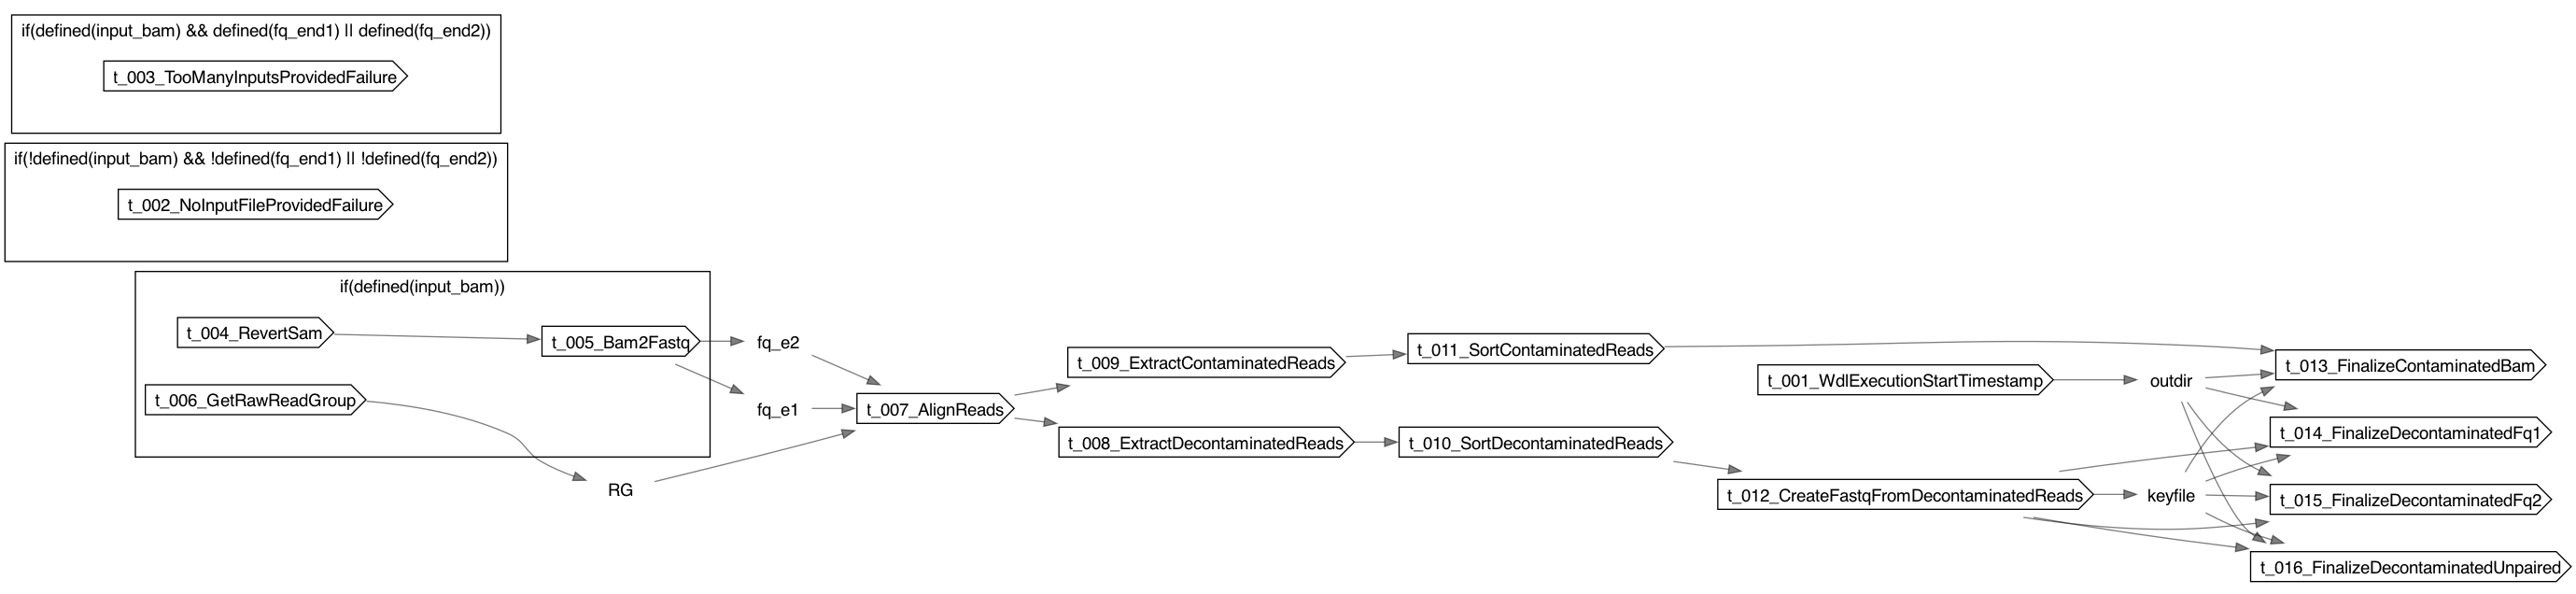 if(defined(input_bam) && defined(fq_end1) || defined(fq_end2))
t_003_TooManyInputsProvidedFailure
if(!defined(input_bam) && !defined(fq_end1) || !defined(fq_end2))
t_002_NoInputFileProvidedFailure
if(defined(input_bam))
t_004_RevertSam
t_005_Bam2Fastq
t_006_GetRawReadGroup
fq_e2
fq_e1
RG
t_007_AlignReads
t_009_ExtractContaminatedReads
t_008_ExtractDecontaminatedReads
t_011_SortContaminatedReads
t_010_SortDecontaminatedReads
t_001_WdlExecutionStartTimestamp
t_012_CreateFastqFromDecontaminatedReads
outdir
keyfile
t_013_FinalizeContaminatedBam
t_014_FinalizeDecontaminatedFq1
t_015_FinalizeDecontaminatedFq2
t_016_FinalizeDecontaminatedUnpaired